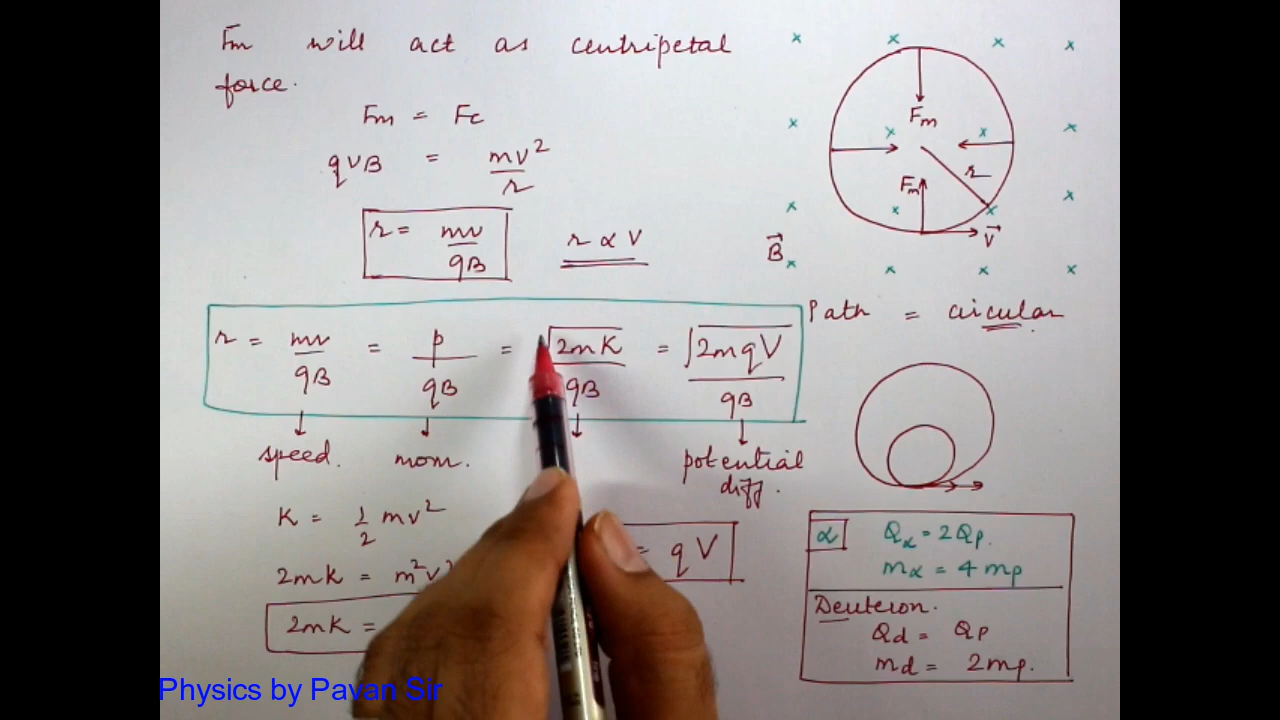 Fm will act as centripetal
force.
Fm = Fc
qvB = mv²/r
r = mv/qB
r ∝ V
r = mv/qB = p/qB = √2mK/qB = √2mqV/qB
speed. mom. potential
diff.
K = 1/2 mv²
2mK = m²v²
2mK =
= qV
Fm
r
Fm
V⃗
B⃗
Path = circular
α Qα = 2Qp.
mα = 4mp
Deuteron.
Qd = Qp
md = 2mp.
Physics by Pavan Sir